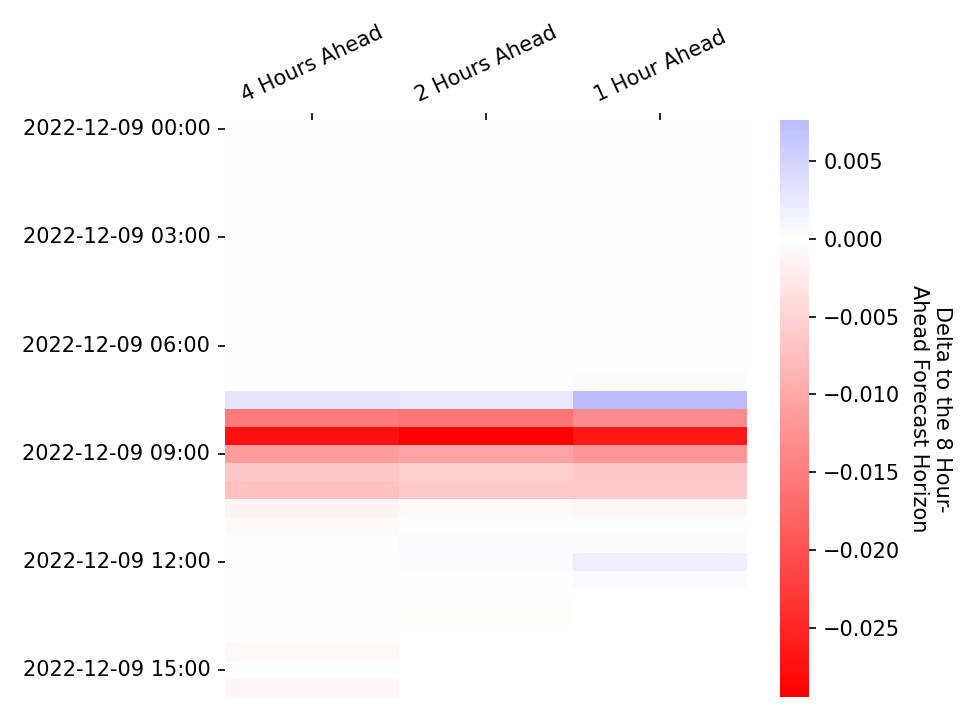 4 Hours Ahead
2 Hours Ahead
1 Hour Ahead
2022-12-09 00:00
2022-12-09 03:00
2022-12-09 06:00
2022-12-09 09:00
2022-12-09 12:00
2022-12-09 15:00
0.005
0.000
−0.005
−0.010
−0.015
−0.020
−0.025
Delta to the 8 Hour-
Ahead Forecast Horizon